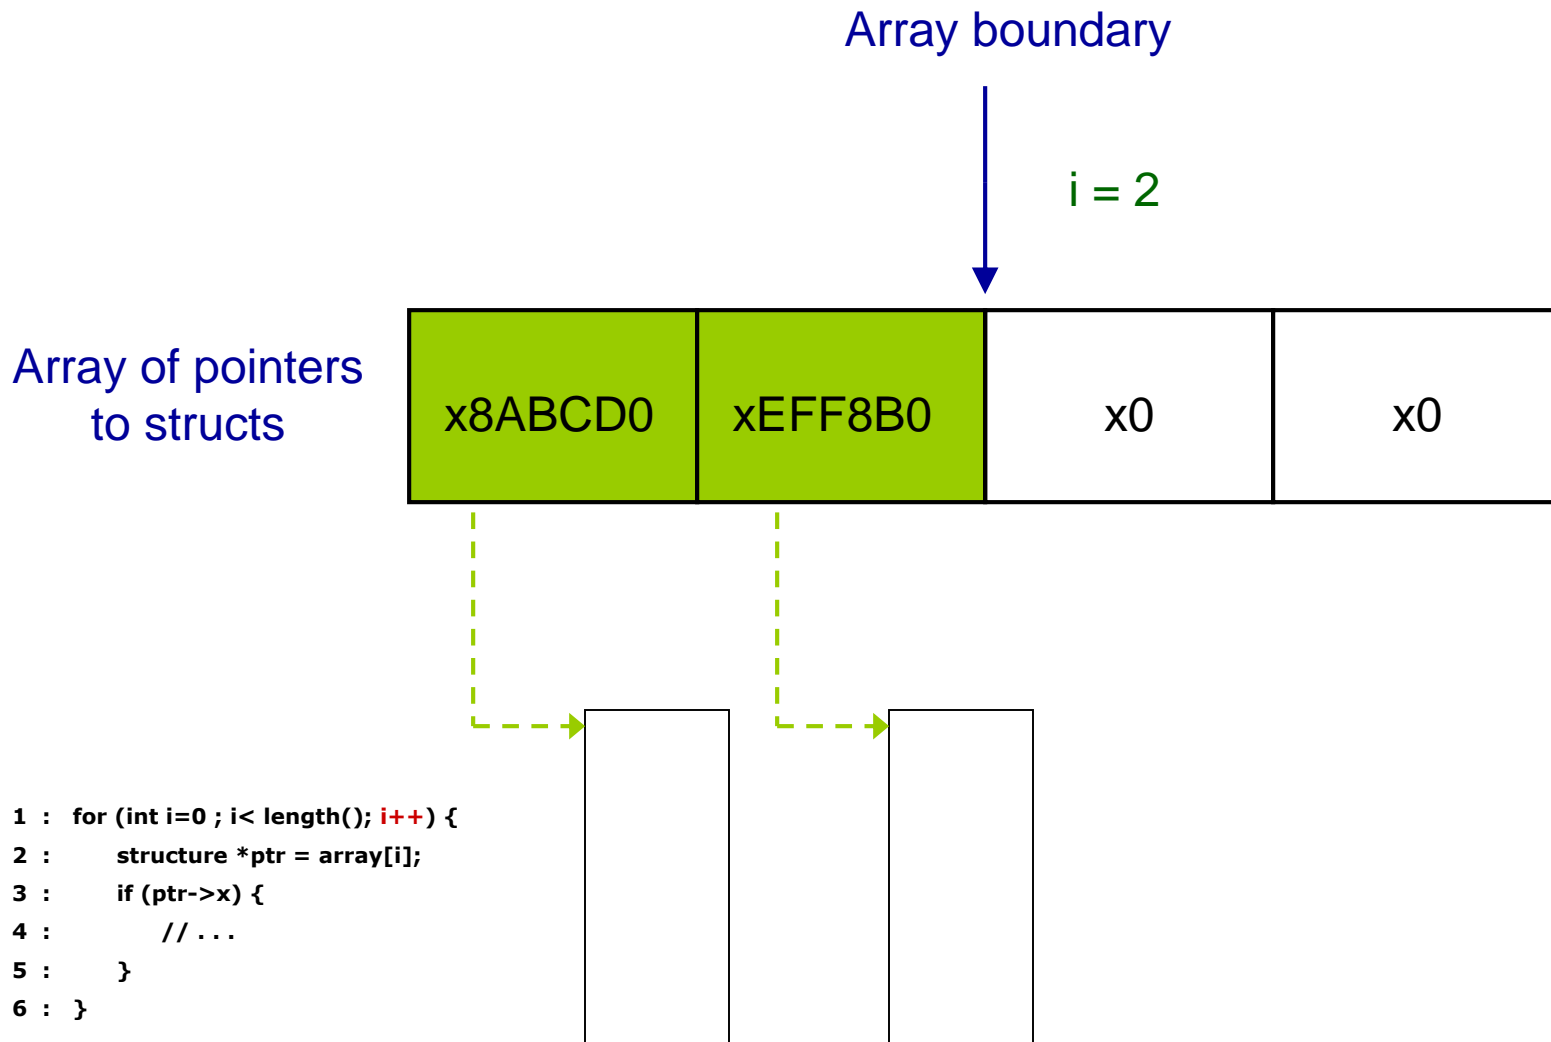 Array boundary
i = 2
Array of pointers
to structs
x8ABCD0 xEFF8B0 x0 x0
1 : for (int i=0 ; i< length(); i++) {
2 : structure *ptr = array[i];
3 : if (ptr->x) {
4 : // . . .
5 : }
6 : }